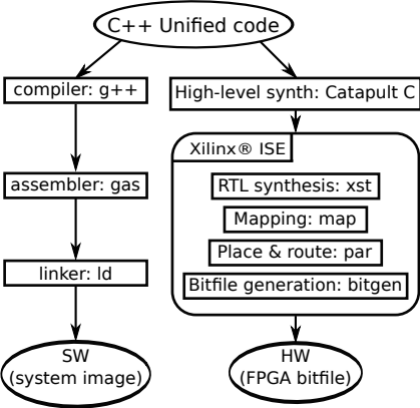 C++ Unified code
compiler: g++
High-level synth: Catapult C
Xilinx® ISE
assembler: gas
RTL synthesis: xst
Mapping: map
Place & route: par
linker: ld
Bitfile generation: bitgen
SW
(system image)
HW
(FPGA bitfile)